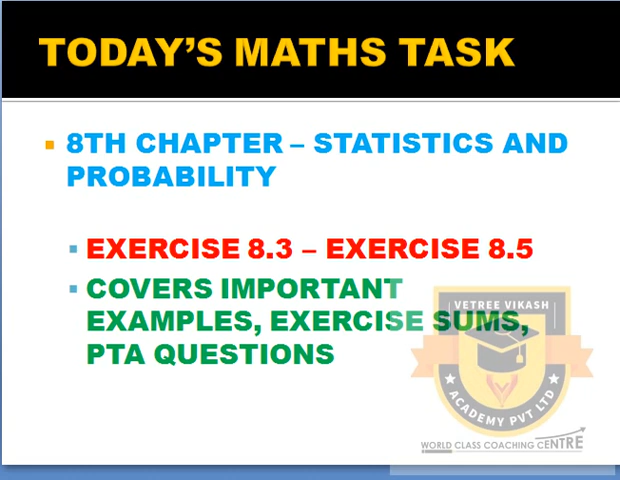 TODAY'S MATHS TASK
8TH CHAPTER – STATISTICS AND
PROBABILITY
EXERCISE 8.3 – EXERCISE 8.5
COVERS IMPORTANT
EXAMPLES, EXERCISE SUMS,
PTA QUESTIONS
VETREE VIKASH
ACADEMY PVT LTD
WORLD CLASS COACHING CENTRE